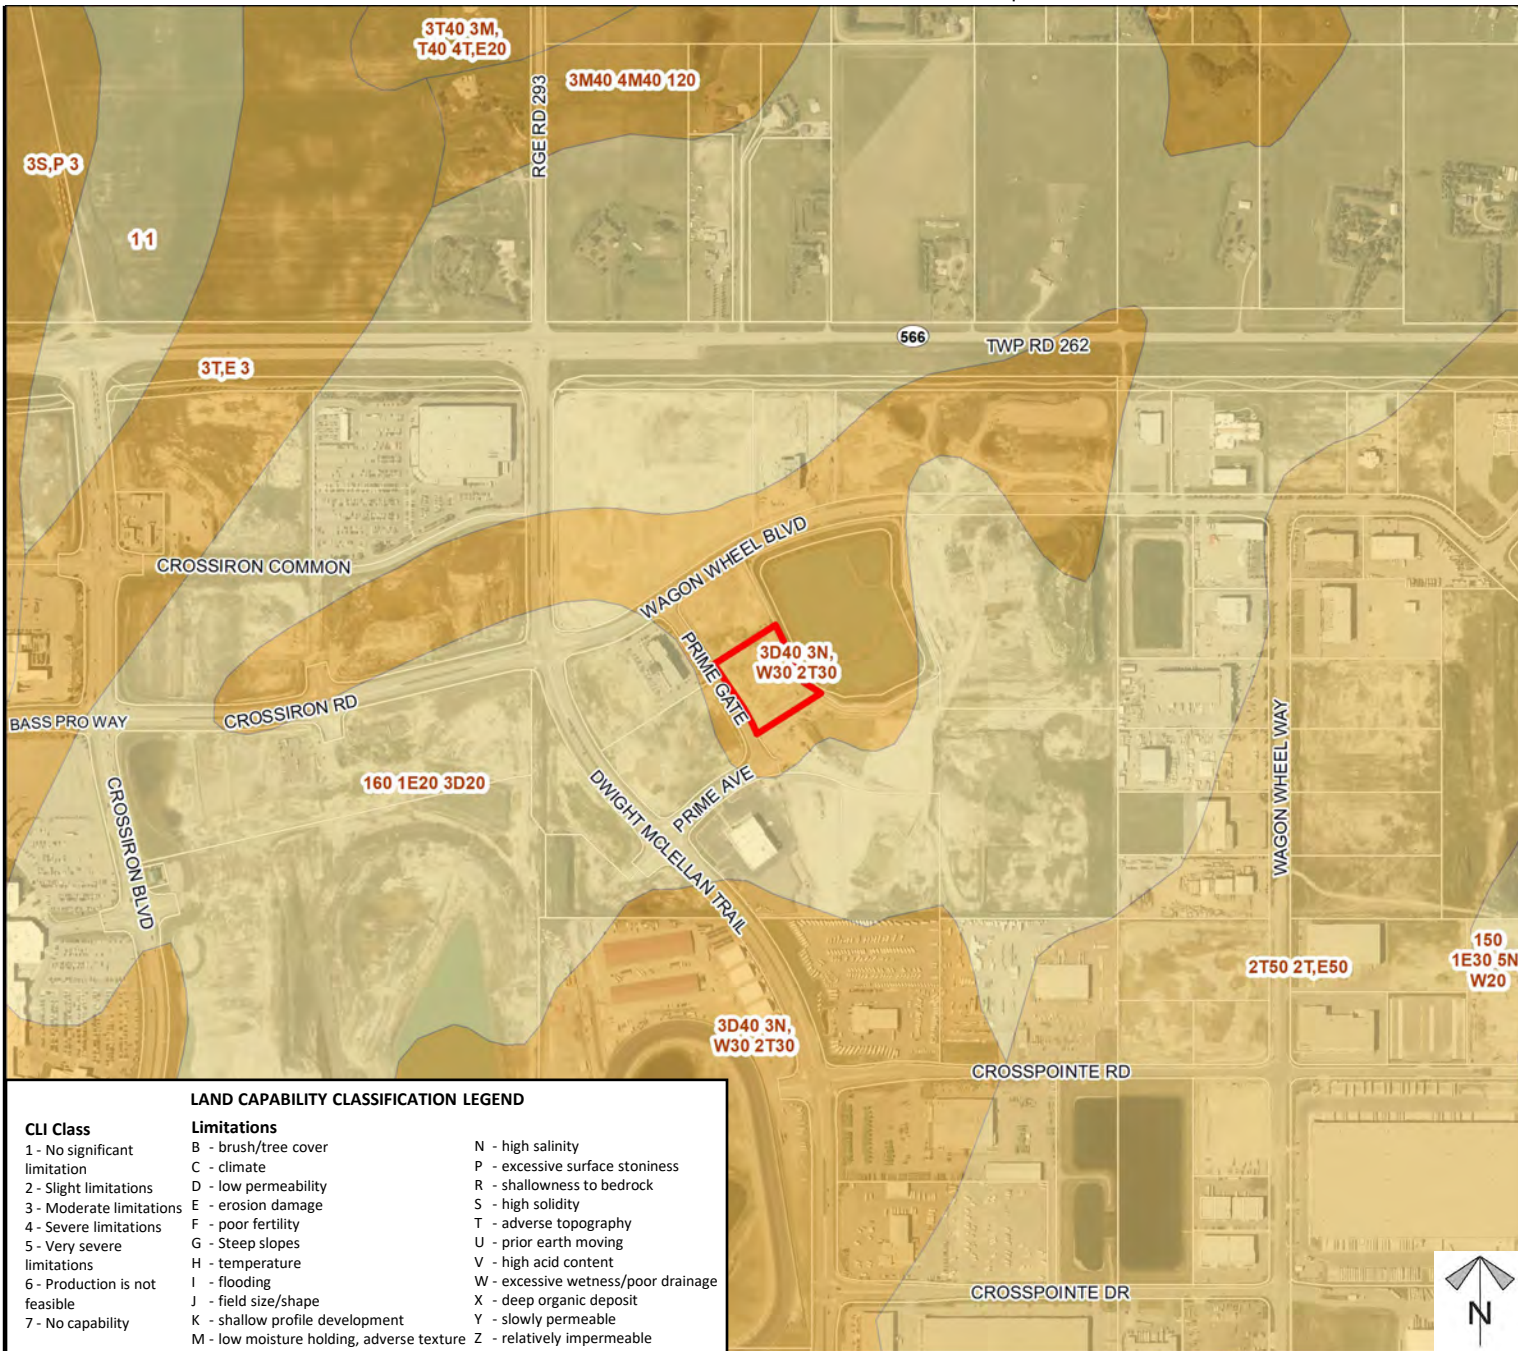 3T40 3M,
T40 4T,E20
3M40 4M40 120
RGE RD 293
3S,P 3
1 1
566
TWP RD 262
3T,E 3
CROSSIRON COMMON
WAGON WHEEL BLVD
3D40 3N,
W30 2T30
PRIME GATE
CROSSIRON RD
BASS PRO WAY
WAGON WHEEL WAY
160 1E20 3D20
CROSSIRON BLVD
DWIGHT MCLELLAN TRAIL
PRIME AVE
2T50 2T,E50
150
1E30 5N
W20
3D40 3N,
W30 2T30
CROSSPOINTE RD
CROSSPOINTE DR
N
LAND CAPABILITY CLASSIFICATION LEGEND
CLI Class
1 - No significant
limitation
2 - Slight limitations
3 - Moderate limitations
4 - Severe limitations
5 - Very severe
limitations
6 - Production is not
feasible
7 - No capability
Limitations
B - brush/tree cover
C - climate
D - low permeability
E - erosion damage
F - poor fertility
G - Steep slopes
H - temperature
I - flooding
J - field size/shape
K - shallow profile development
M - low moisture holding, adverse texture
N - high salinity
P - excessive surface stoniness
R - shallowness to bedrock
S - high solidity
T - adverse topography
U - prior earth moving
V - high acid content
W - excessive wetness/poor drainage
X - deep organic deposit
Y - slowly permeable
Z - relatively impermeable